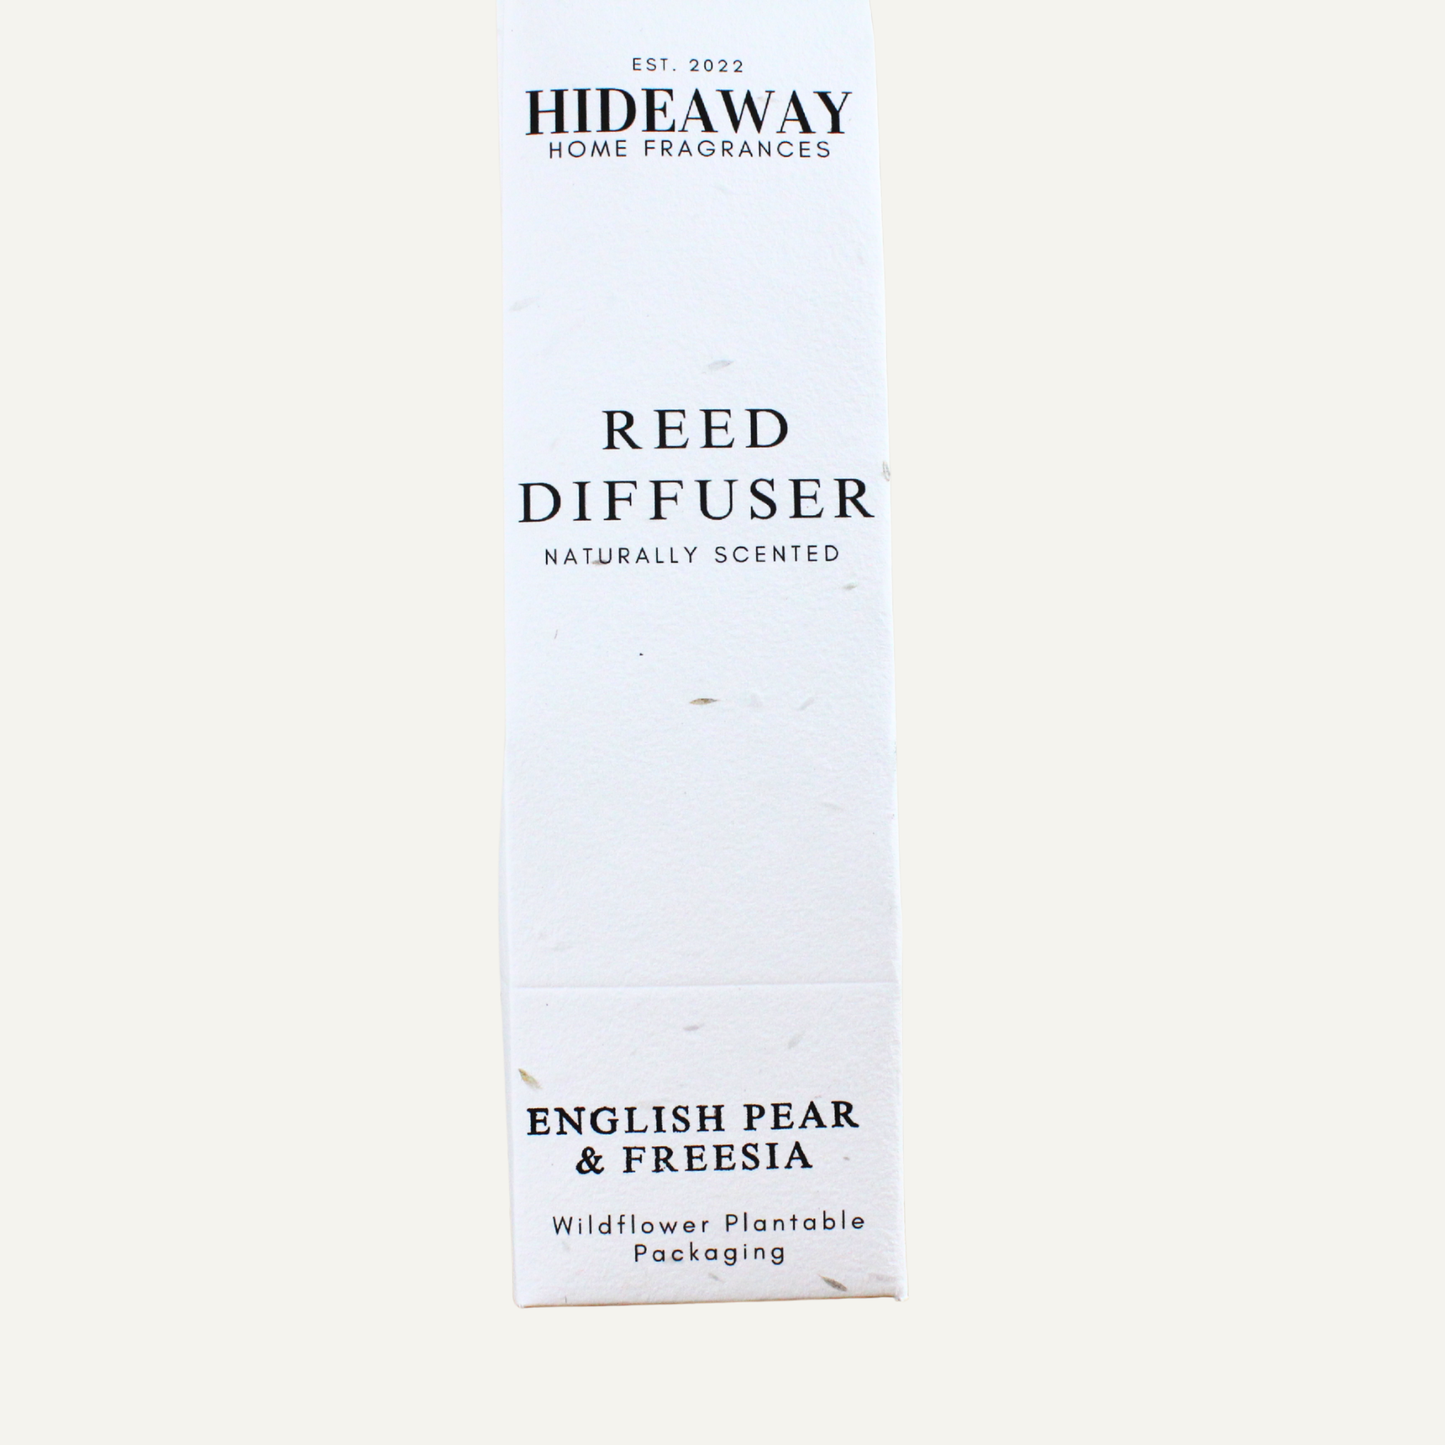 EST. 2022
HIDEAWAY
HOME FRAGRANCES
REED
DIFFUSER
NATURALLY SCENTED
ENGLISH PEAR
& FREESIA
Wildflower Plantable
Packaging